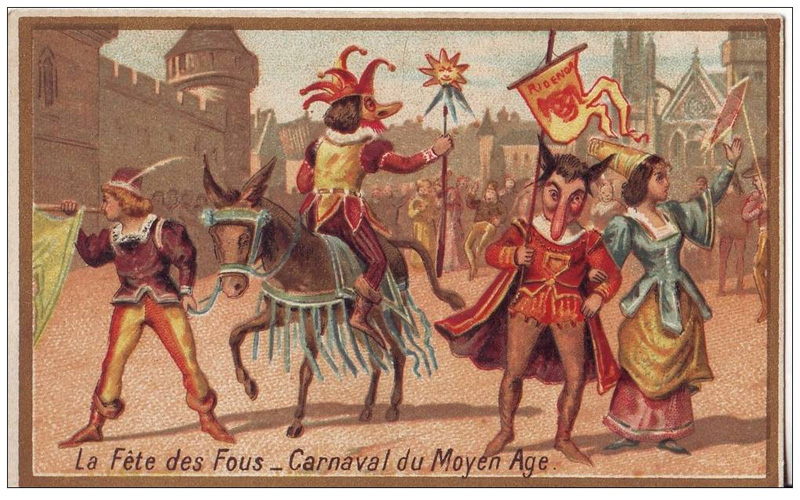 RIDENDO
La Fête des Fous _ Carnaval du Moyen Age.